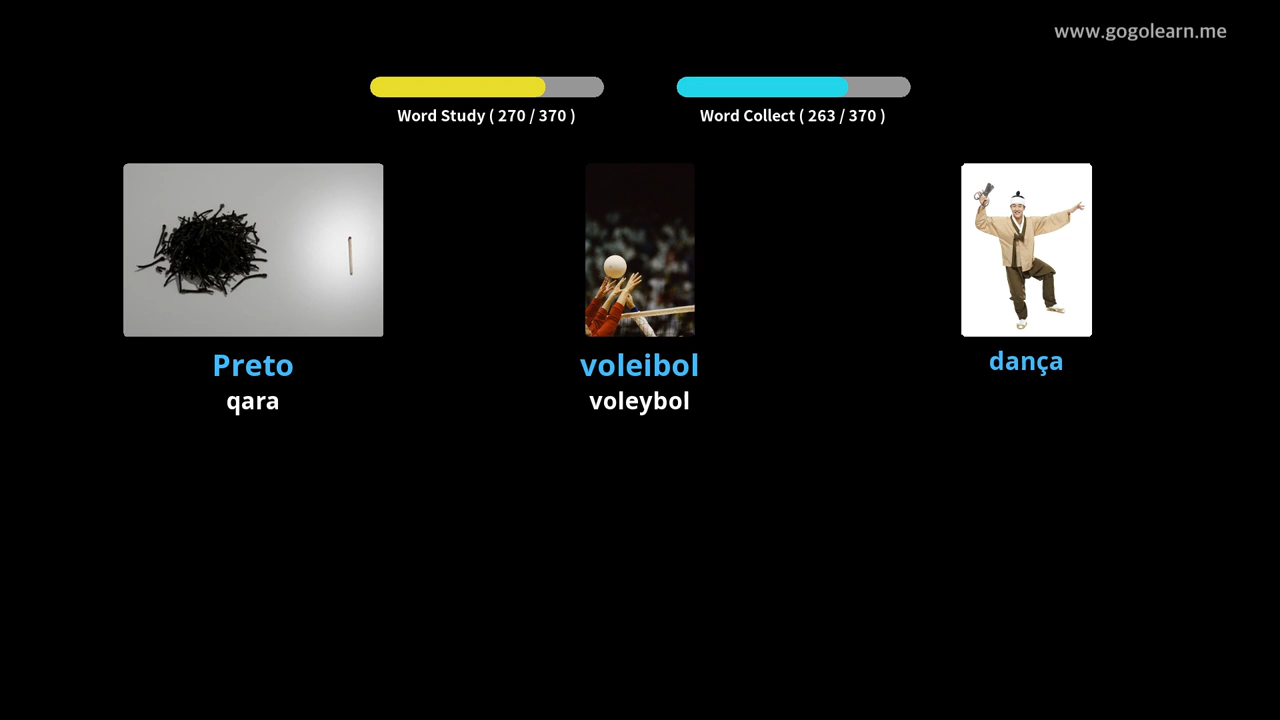 www.gogolearn.me
Word Study ( 270 / 370 )
Word Collect ( 263 / 370 )
Preto
qara
voleibol
voleybol
dança